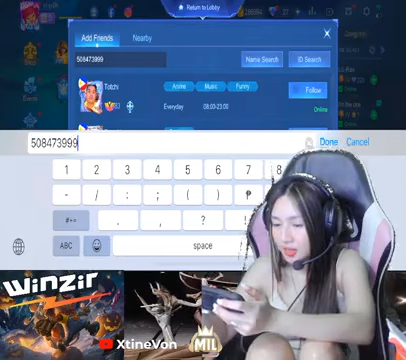 Return to Lobby
Add Friends
Nearby
508473999
Name Search
ID Search
Totchi
Anime
Music
Funny
Follow
Everyday
08:00-23:00
Online
508473999
Done
Cancel
1 2 3 4 5 6 7 8
- / : ; ( ) ₱
#+= . , ? !
ABC
space
WINZIR
XtineVon
MTL